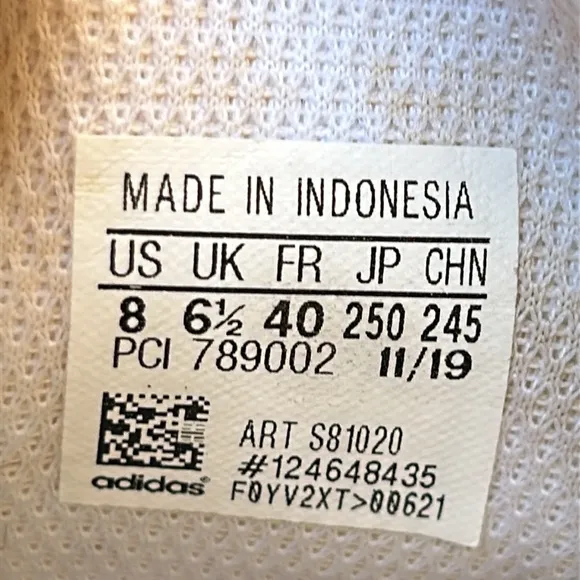 MADE IN INDONESIA
US UK FR JP CHN
8 6½ 40 250 245
PCI 789002 11/19
ART S81020
#124648435
adidas F0YV2XT>00621